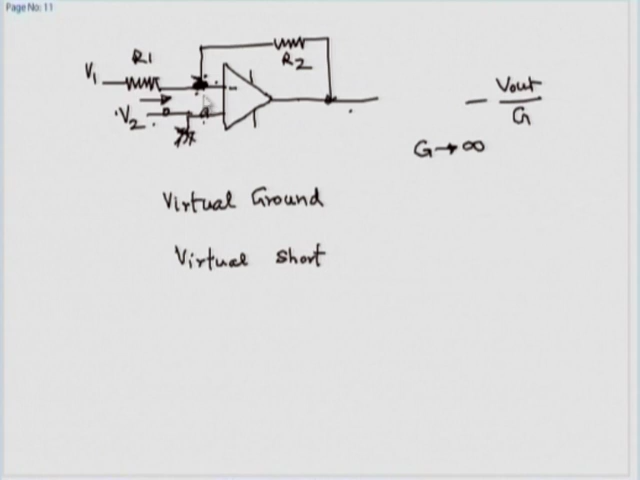 Page No: 11
R1
R2
V1
V2
- Vout/G
G→∞
Virtual Ground
Virtual short